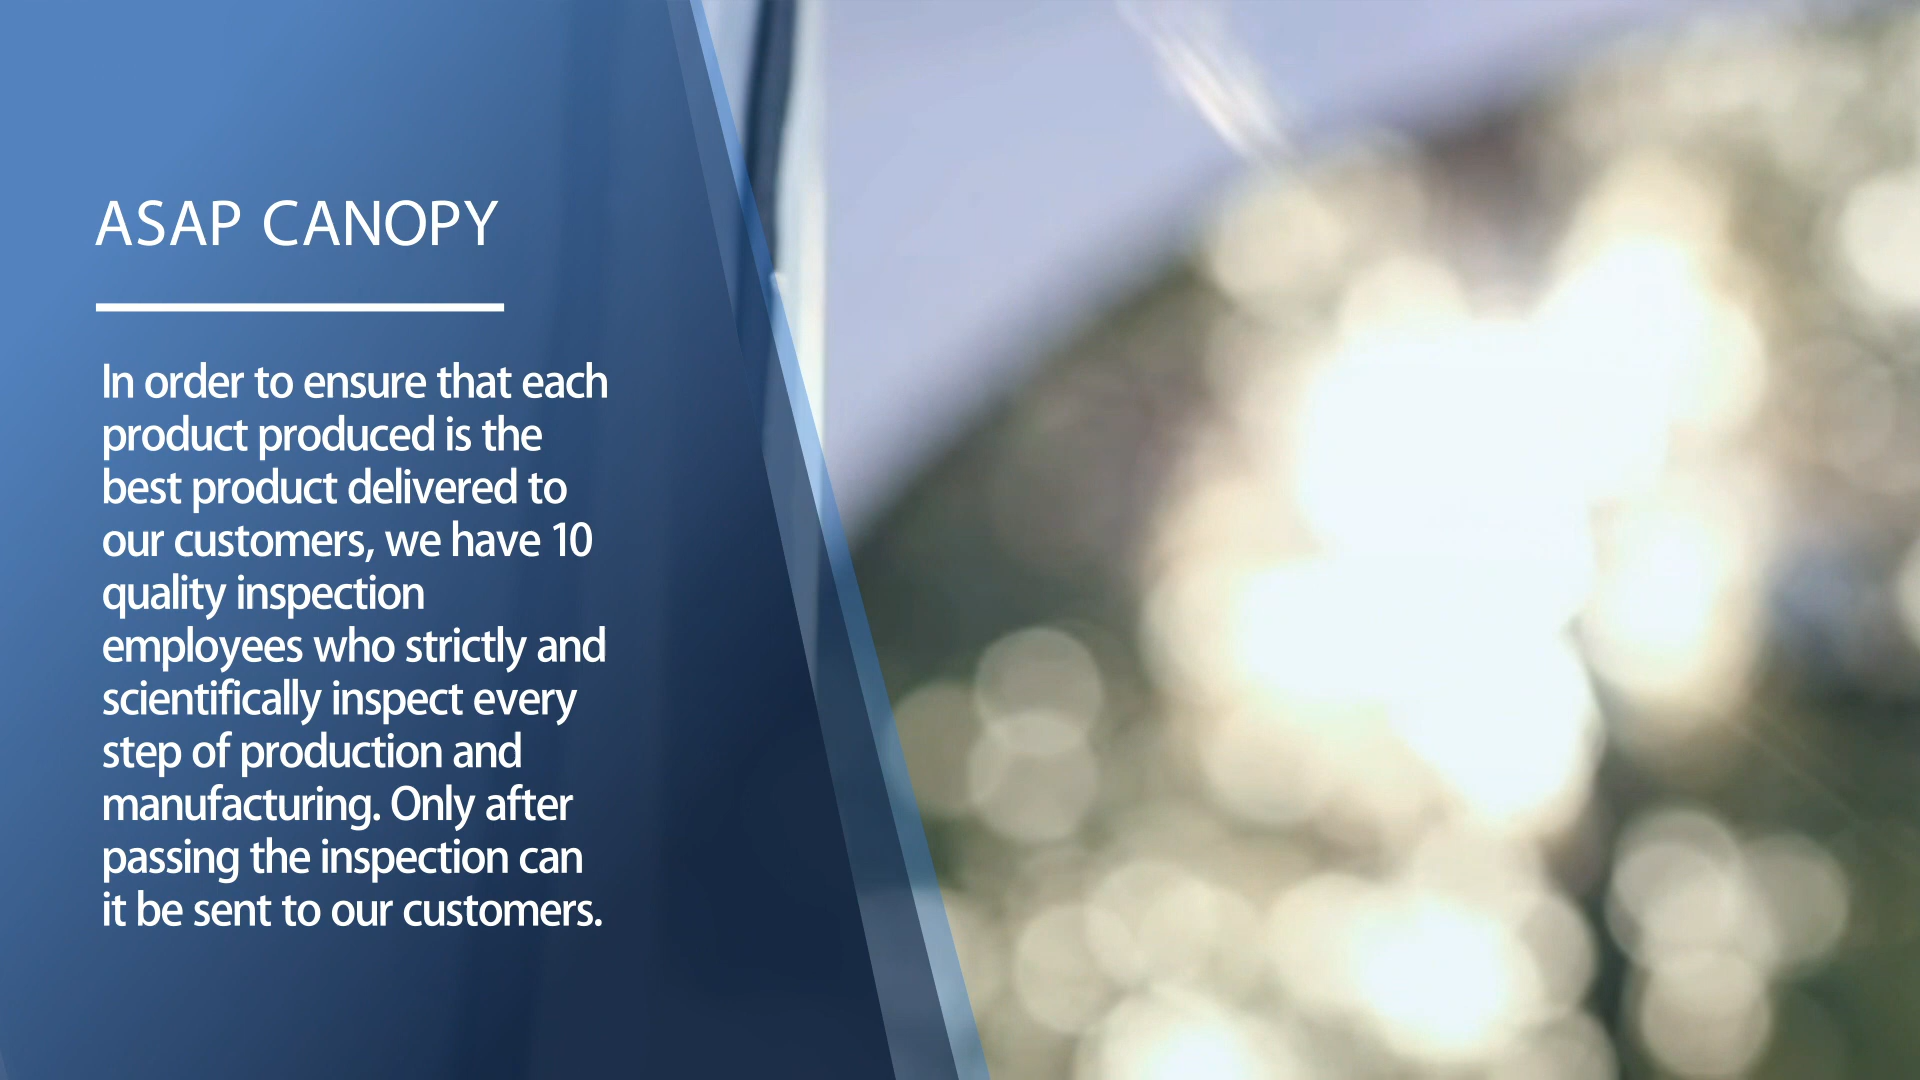 ASAP CANOPY
In order to ensure that each
product produced is the
best product delivered to
our customers, we have 10
quality inspection
employees who strictly and
scientifically inspect every
step of production and
manufacturing. Only after
passing the inspection can
it be sent to our customers.